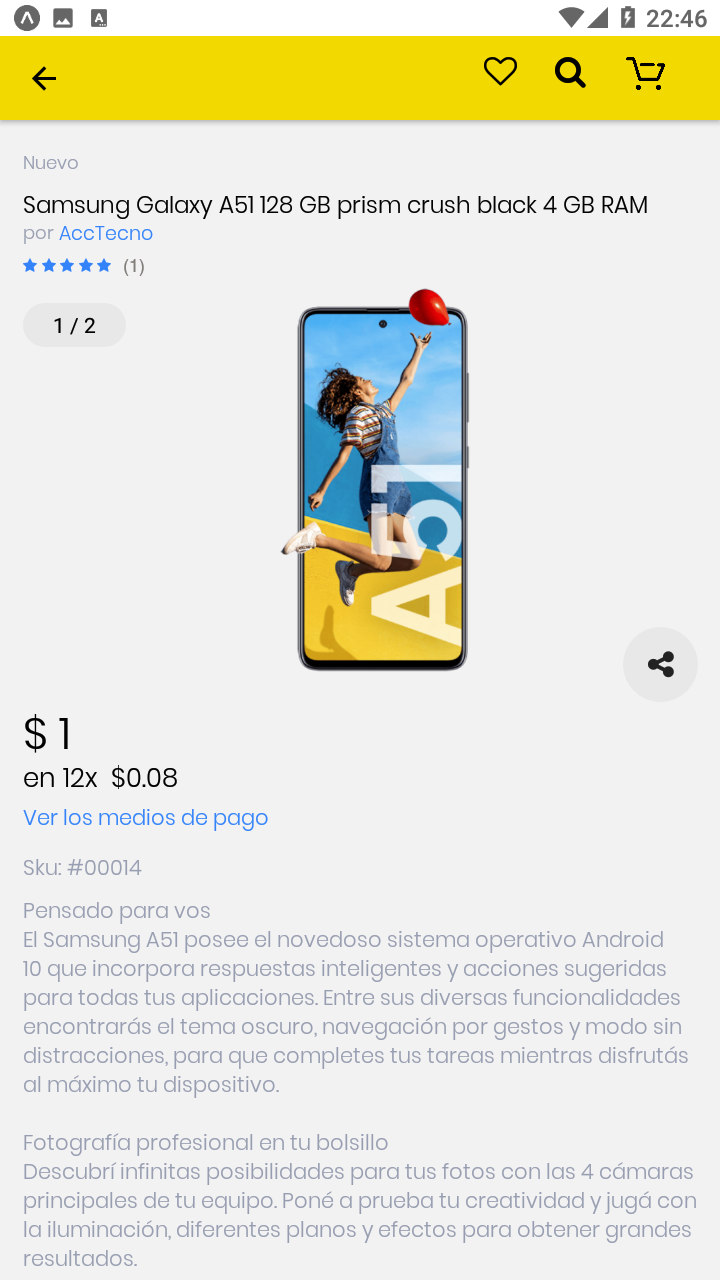 22:46
Nuevo
Samsung Galaxy A51 128 GB prism crush black 4 GB RAM
por AccTecno
(1)
1 / 2
A51
$ 1
en 12x $0.08
Ver los medios de pago
Sku: #00014
Pensado para vos
El Samsung A51 posee el novedoso sistema operativo Android
10 que incorpora respuestas inteligentes y acciones sugeridas
para todas tus aplicaciones. Entre sus diversas funcionalidades
encontrarás el tema oscuro, navegación por gestos y modo sin
distracciones, para que completes tus tareas mientras disfrutás
al máximo tu dispositivo.
Fotografía profesional en tu bolsillo
Descubrí infinitas posibilidades para tus fotos con las 4 cámaras
principales de tu equipo. Poné a prueba tu creatividad y jugá con
la iluminación, diferentes planos y efectos para obtener grandes
resultados.